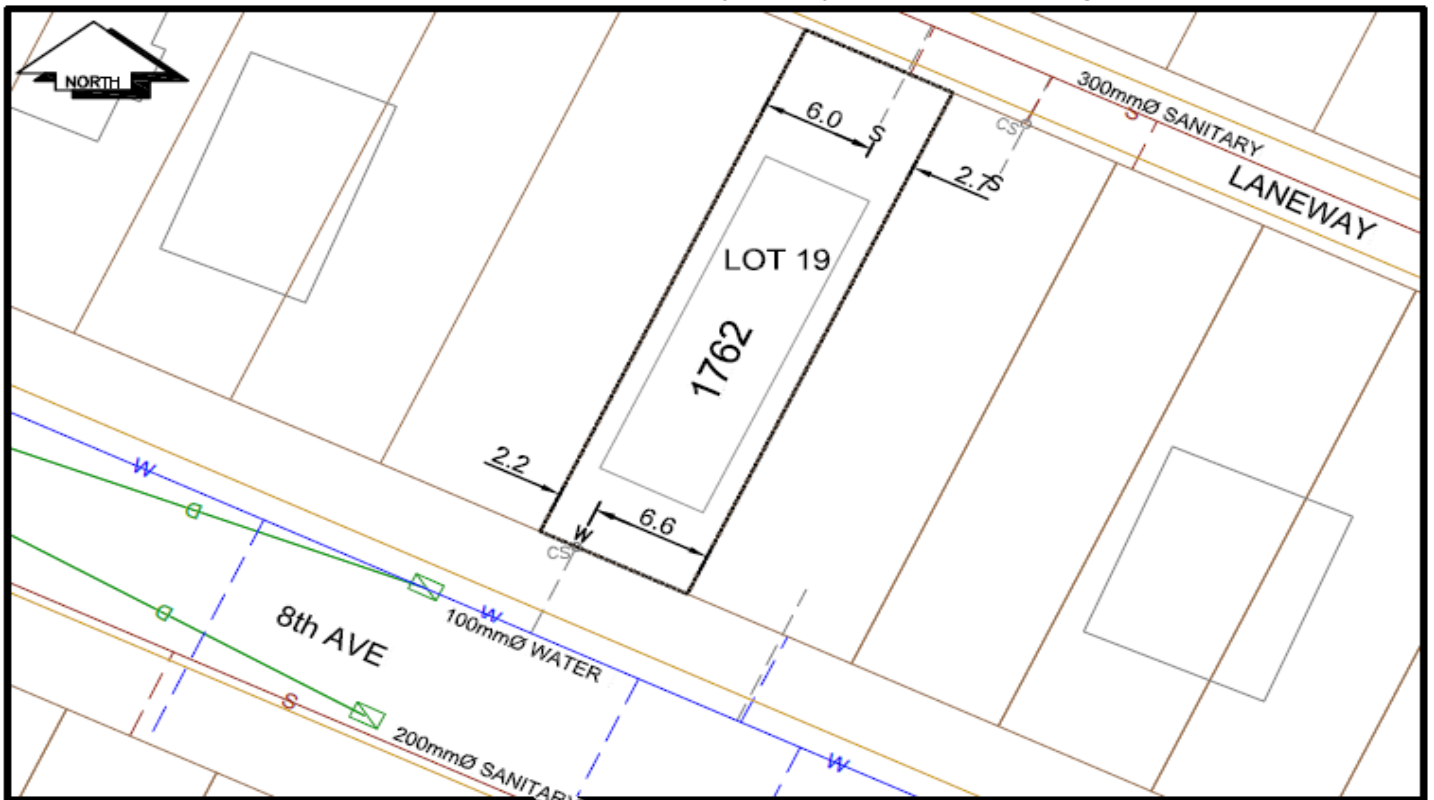 NORTH
300mmØ SANITARY
S
CS
6.0
S
2.7
S
LANEWAY
LOT 19
1762
2.2
W
6.6
W
CS
D
W
100mmØ WATER
8th AVE
D
S
200mmØ SANITARY
W